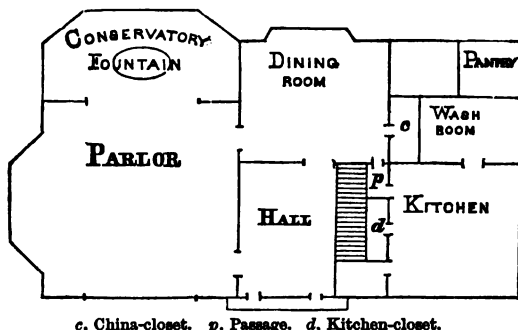 CONSERVATORY
FOUNTAIN
DINING
ROOM
PANTRY
c
WASH
ROOM
PARLOR
p
HALL
d
KITCHEN
c, China-closet. p, Passage. d, Kitchen-closet.